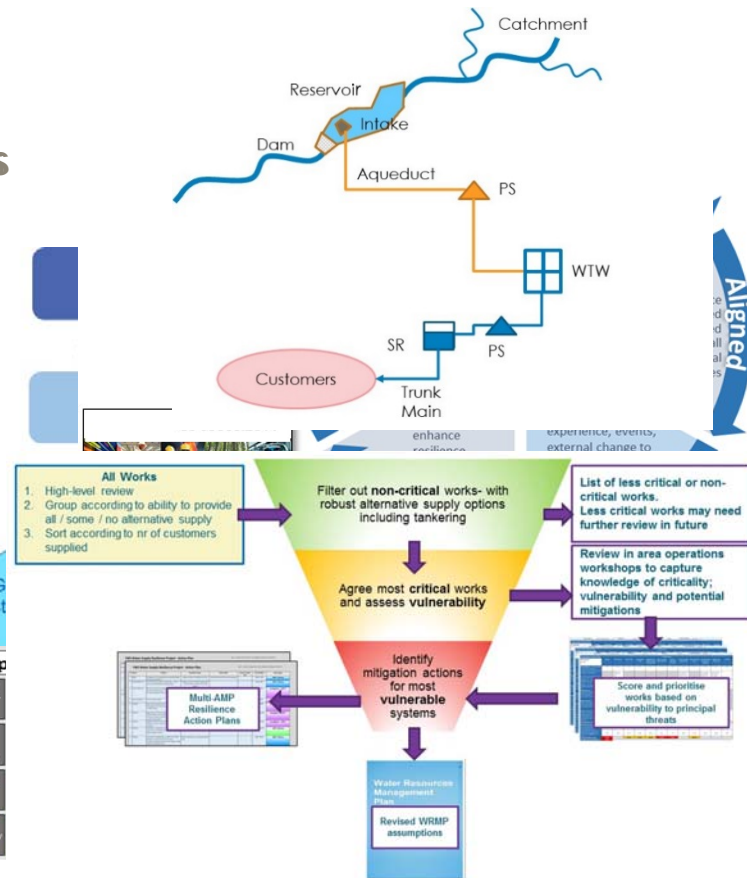 Catchment
Reservoir
Intake
Dam
Aqueduct
PS
WTW
SR
PS
Customers
Trunk
Main
Aligned
enhance
resilience
experience, events,
external change to
All Works
1. High-level review
2. Group according to ability to provide
all / some / no alternative supply
3. Sort according to nr of customers
supplied
Filter out non-critical works- with
robust alternative supply options
including tankering
List of less critical or non-
critical works.
Less critical works may need
further review in future
Agree most critical works
and assess vulnerability
Review in area operations
workshops to capture
knowledge of criticality;
vulnerability and potential
mitigations
Identify
mitigation actions
for most
vulnerable
systems
Multi-AMP
Resilience
Action Plans
Score and prioritise
works based on
vulnerability to principal
threats
Water Resources
Management
Plan
Revised WRMP
assumptions